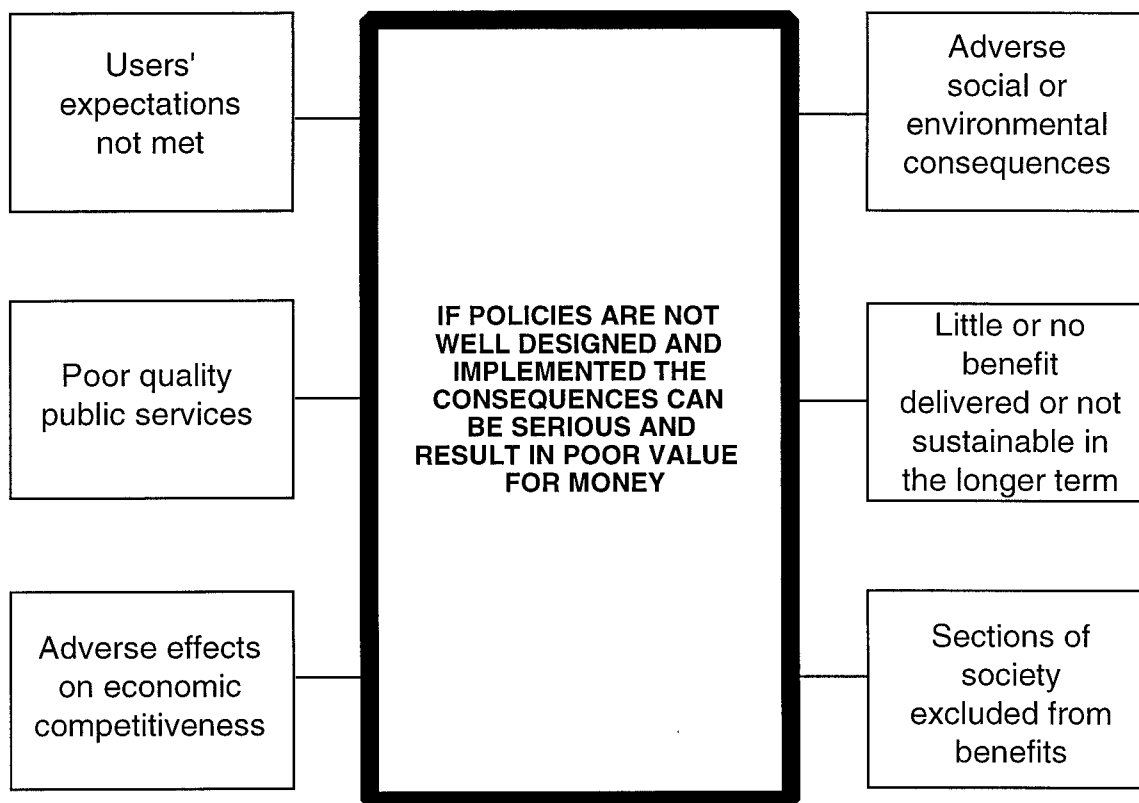 Users'
expectations
not met
Poor quality
public services
Adverse effects
on economic
competitiveness
IF POLICIES ARE NOT
WELL DESIGNED AND
IMPLEMENTED THE
CONSEQUENCES CAN
BE SERIOUS AND
RESULT IN POOR VALUE
FOR MONEY
Adverse
social or
environmental
consequences
Little or no
benefit
delivered or not
sustainable in
the longer term
Sections of
society
excluded from
benefits